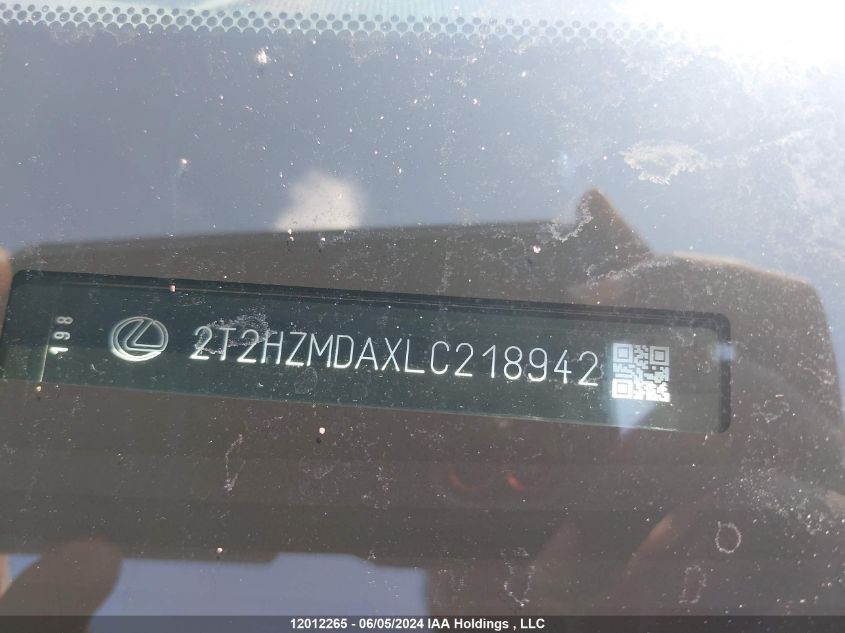 198
2T2HZMDAXLC218942
12012265 - 06/05/2024 IAA Holdings , LLC